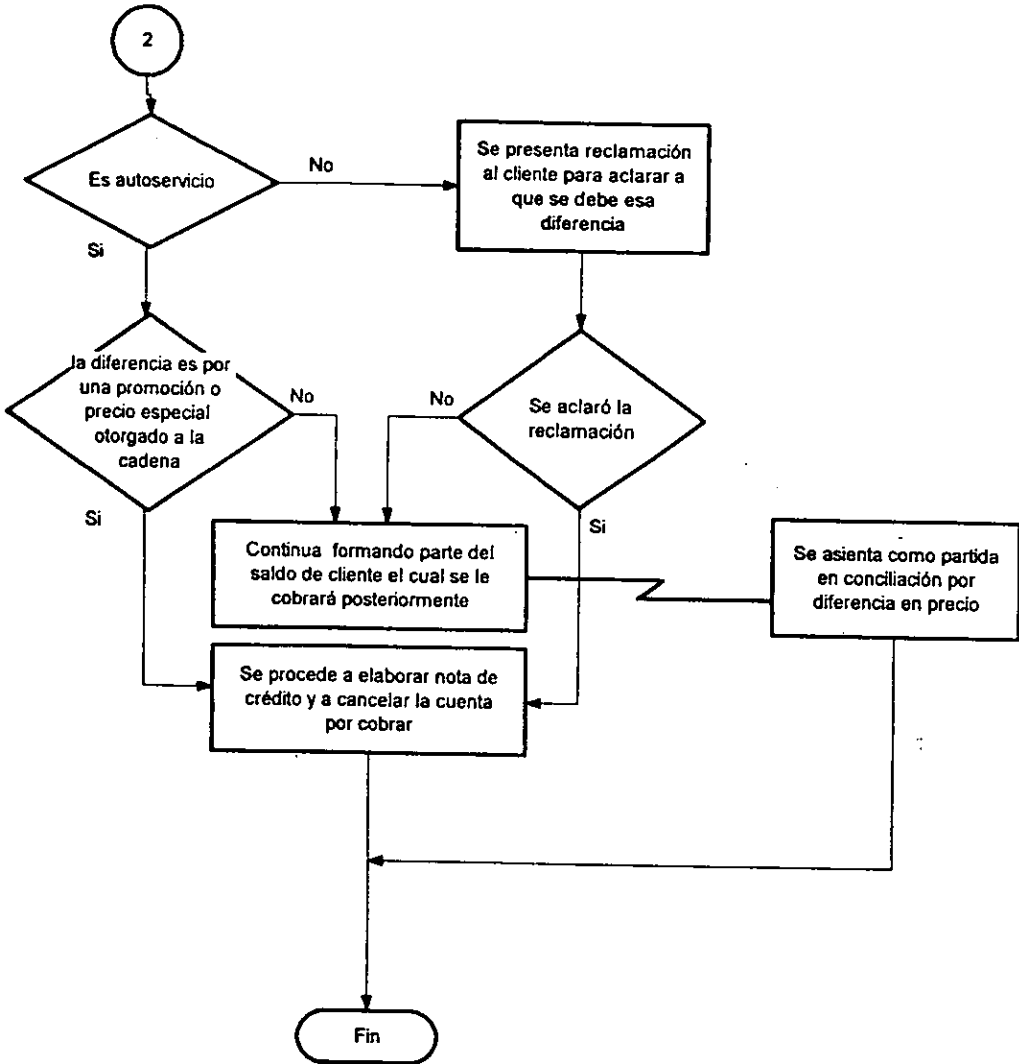 2
Es autoservicio
No
Si
Se presenta reclamación
al cliente para aclarar a
que se debe esa
diferencia
la diferencia es por
una promoción o
precio especial
otorgado a la
cadena
No
Si
Se aclaró la
reclamación
No
Si
Continua formando parte del
saldo de cliente el cual se le
cobrará posteriormente
Se asienta como partida
en conciliación por
diferencia en precio
Se procede a elaborar nota de
crédito y a cancelar la cuenta
por cobrar
Fin